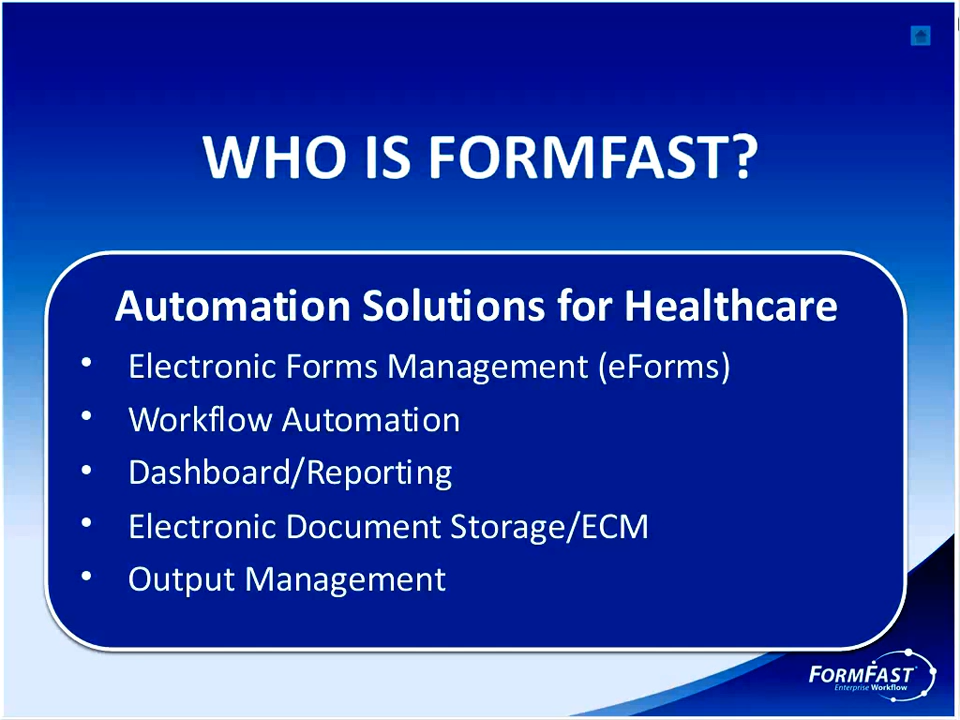 WHO IS FORMFAST?
Automation Solutions for Healthcare
• Electronic Forms Management (eForms)
• Workflow Automation
• Dashboard/Reporting
• Electronic Document Storage/ECM
• Output Management
FORMFAST
Enterprise Workflow